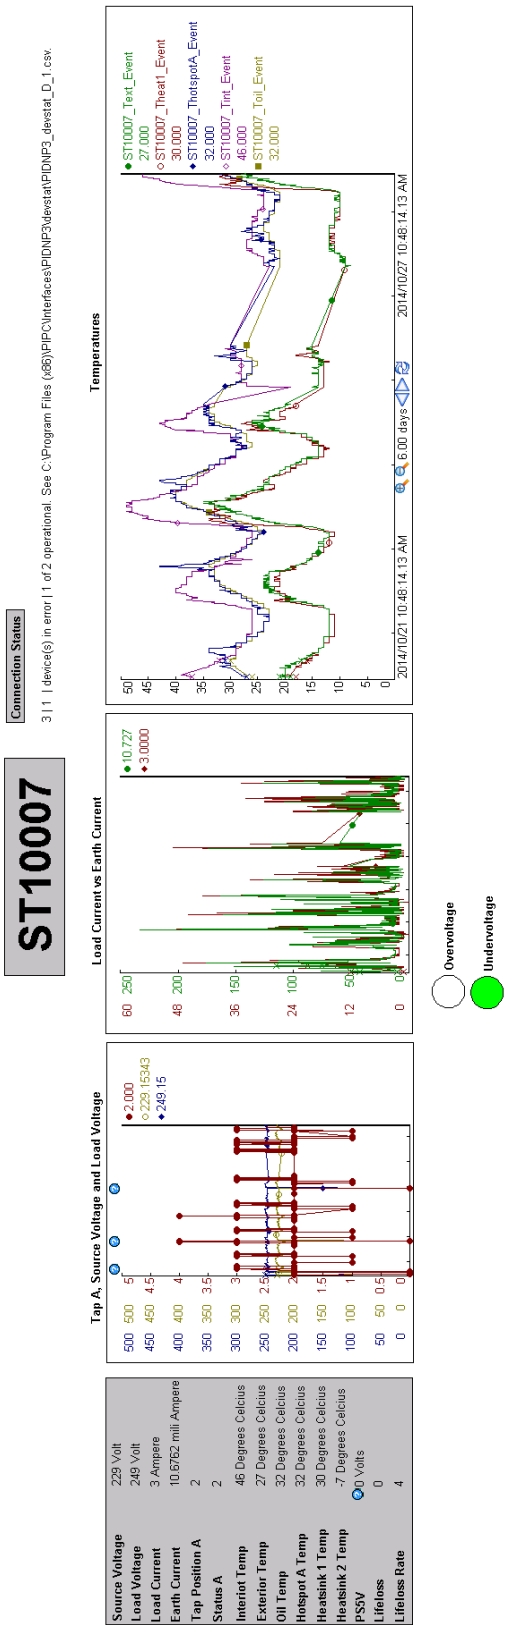 ST10007
Connection Status
3 | 1 | device(s) in error | 1 of 2 operational. See C:\Program Files (x86)\PIPC\Interfaces\PIDNP3\devstat\PIDNP3_devstat_D_1.csv.
Source Voltage 229 Volt
Load Voltage 249 Volt
Load Current 3 Ampere
Earth Current 10.6762 mili Ampere
Tap Position A 2
Status A 2
Interiot Temp 46 Degrees Celcius
Exterior Temp 27 Degrees Celcius
Oil Temp 32 Degrees Celcius
Hotspot A Temp 32 Degrees Celcius
Heatsink 1 Temp 30 Degrees Celcius
Heatsink 2 Temp -7 Degrees Celcius
PS5V 0 Volts
Lifeloss 0
Lifeloss Rate 4
Tap A, Source Voltage and Load Voltage
500 500 5
450 450 4.5
400 400 4
350 350 3.5
300 300 3
250 250 2.5
200 200 2
150 150 1.5
100 100 1
50 50 0.5
0 0 0
2.000
229.15343
249.15
Load Current vs Earth Current
60 250
48 200
36 150
24 100
12 50
0 0
10.727
3.0000
Overvoltage
Undervoltage
Temperatures
50
45
40
35
30
25
20
15
10
5
0
2014/10/21 10:48:14.13 AM
6.00 days
2014/10/27 10:48:14.13 AM
ST10007_Text_Event
27.000
ST10007_Theat1_Event
30.000
ST10007_ThotspotA_Event
32.000
ST10007_Tint_Event
46.000
ST10007_Toil_Event
32.000